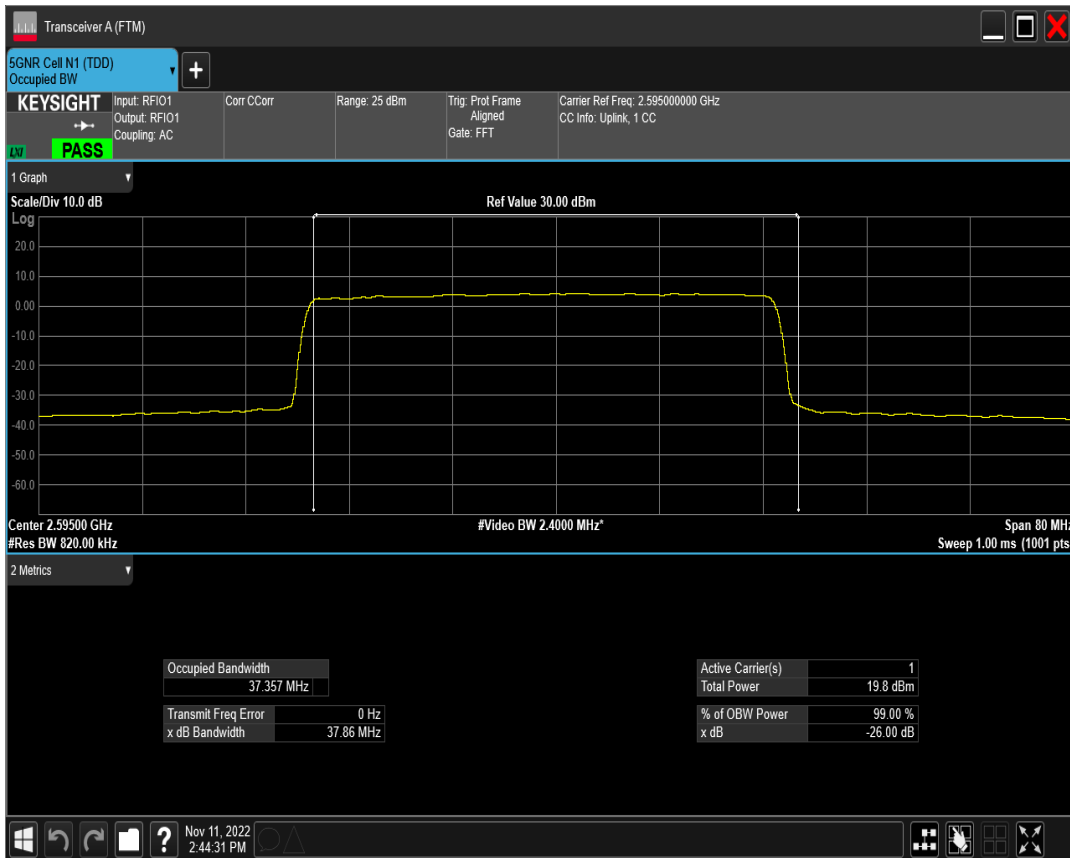 Transceiver A (FTM)
5GNR Cell N1 (TDD)
Occupied BW
+
KEYSIGHT
LXI
PASS
Input: RFIO1
Output: RFIO1
Coupling: AC
Corr CCorr
Range: 25 dBm
Trig: Prot Frame
Aligned
Gate: FFT
Carrier Ref Freq: 2.595000000 GHz
CC Info: Uplink, 1 CC
1 Graph
Scale/Div 10.0 dB
Ref Value 30.00 dBm
Log
20.0
10.0
0.00
-10.0
-20.0
-30.0
-40.0
-50.0
-60.0
Center 2.59500 GHz
#Video BW 2.4000 MHz*
Span 80 MHz
#Res BW 820.00 kHz
Sweep 1.00 ms (1001 pts
2 Metrics
Occupied Bandwidth
37.357 MHz
Transmit Freq Error 0 Hz
x dB Bandwidth 37.86 MHz
Active Carrier(s) 1
Total Power 19.8 dBm
% of OBW Power 99.00 %
x dB -26.00 dB
?
Nov 11, 2022
2:44:31 PM